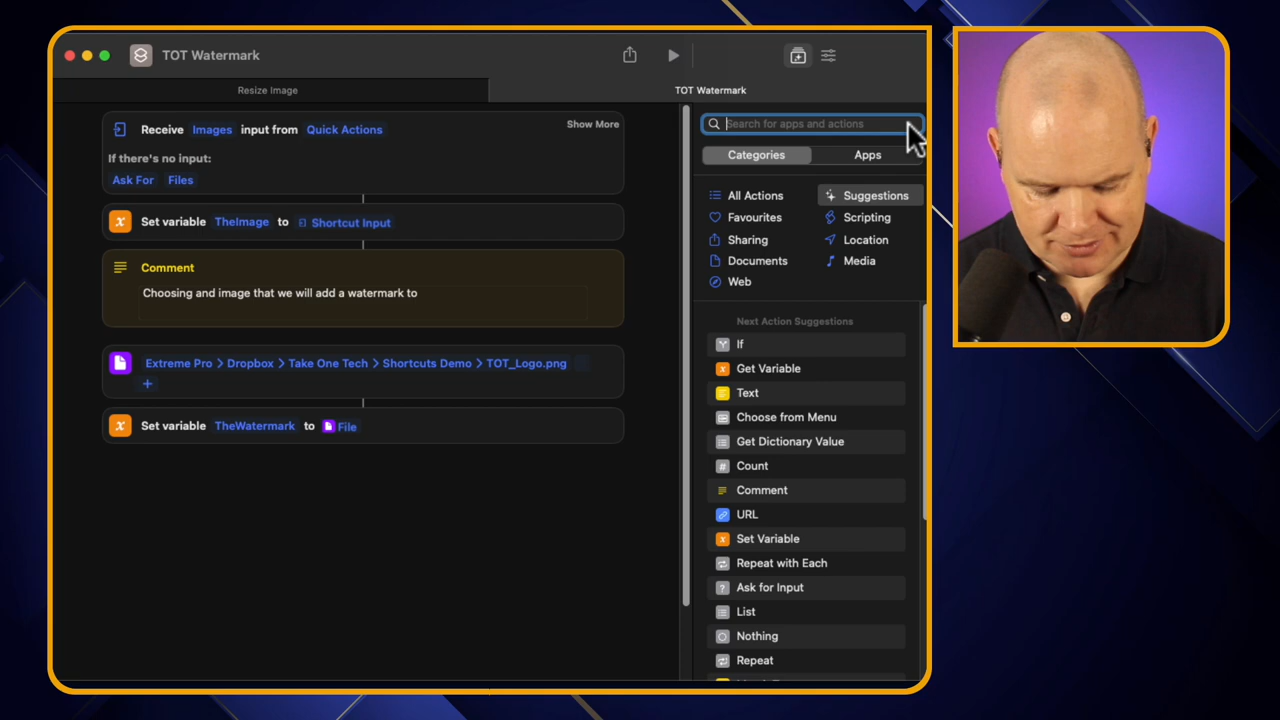 TOT Watermark
Resize Image
TOT Watermark
Receive Images input from Quick Actions
Show More
If there's no input:
Ask For Files
Set variable TheImage to Shortcut Input
Comment
Choosing and image that we will add a watermark to
Extreme Pro > Dropbox > Take One Tech > Shortcuts Demo > TOT_Logo.png
+
Set variable TheWatermark to File
Search for apps and actions
Categories
Apps
All Actions
Suggestions
Favourites
Scripting
Sharing
Location
Documents
Media
Web
Next Action Suggestions
If
Get Variable
Text
Choose from Menu
Get Dictionary Value
Count
Comment
URL
Set Variable
Repeat with Each
Ask for Input
List
Nothing
Repeat